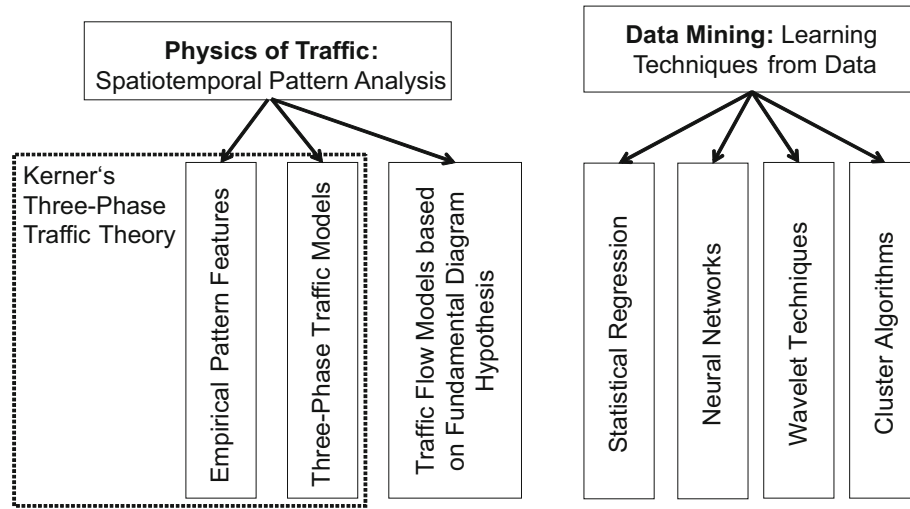 Physics of Traffic:
Spatiotemporal Pattern Analysis
Data Mining: Learning
Techniques from Data
Kerner‘s
Three-Phase
Traffic Theory
Empirical Pattern Features
Three-Phase Traffic Models
Traffic Flow Models based
on Fundamental Diagram
Hypothesis
Statistical Regression
Neural Networks
Wavelet Techniques
Cluster Algorithms